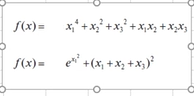 f(x) = x₁⁴ + x₂² + x₃² + x₁x₂ + x₂x₃
f(x) = e^{x₁²} + (x₁ + x₂ + x₃)²